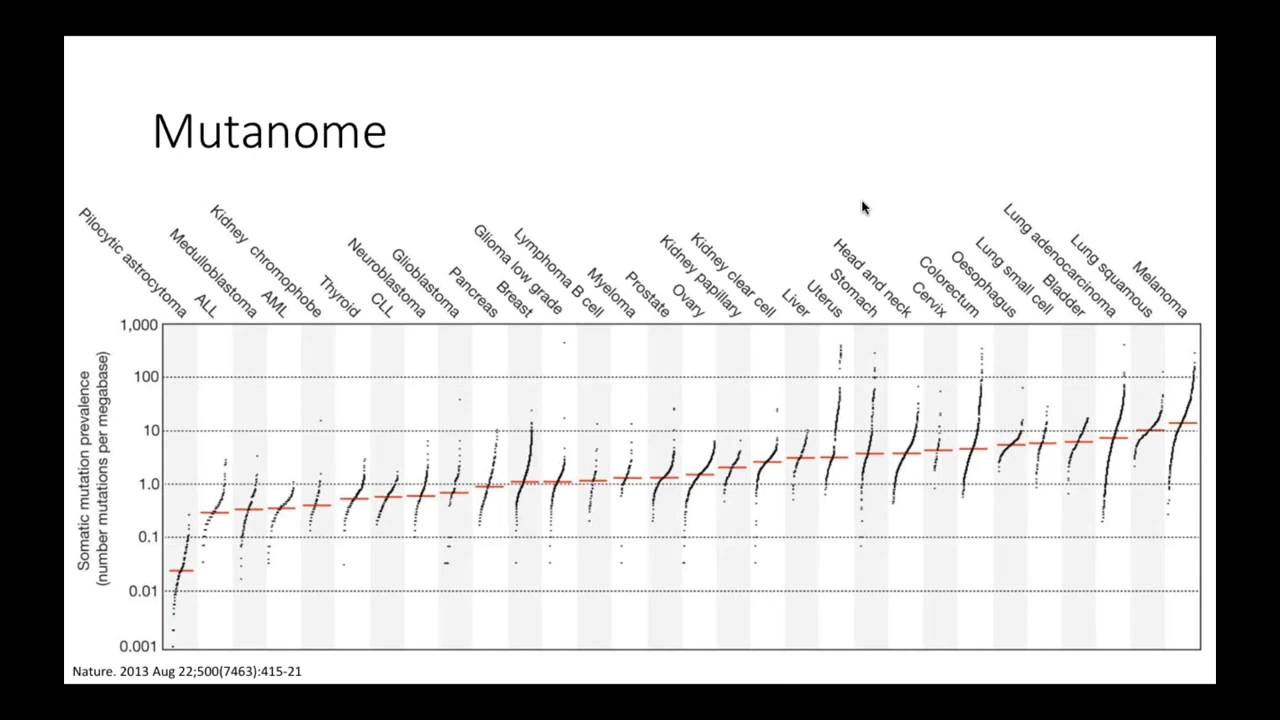 Mutanome
Pilocytic astrocytoma
ALL
Medulloblastoma
AML
Kidney chromophobe
Thyroid
CLL
Neuroblastoma
Glioblastoma
Pancreas
Breast
Glioma low grade
Lymphoma B cell
Myeloma
Prostate
Ovary
Kidney papillary
Kidney clear cell
Liver
Uterus
Stomach
Head and neck
Cervix
Colorectum
Oesophagus
Lung small cell
Bladder
Lung adenocarcinoma
Lung squamous
Melanoma
Somatic mutation prevalence
(number mutations per megabase)
1,000
100
10
1.0
0.1
0.01
0.001
Nature. 2013 Aug 22;500(7463):415-21